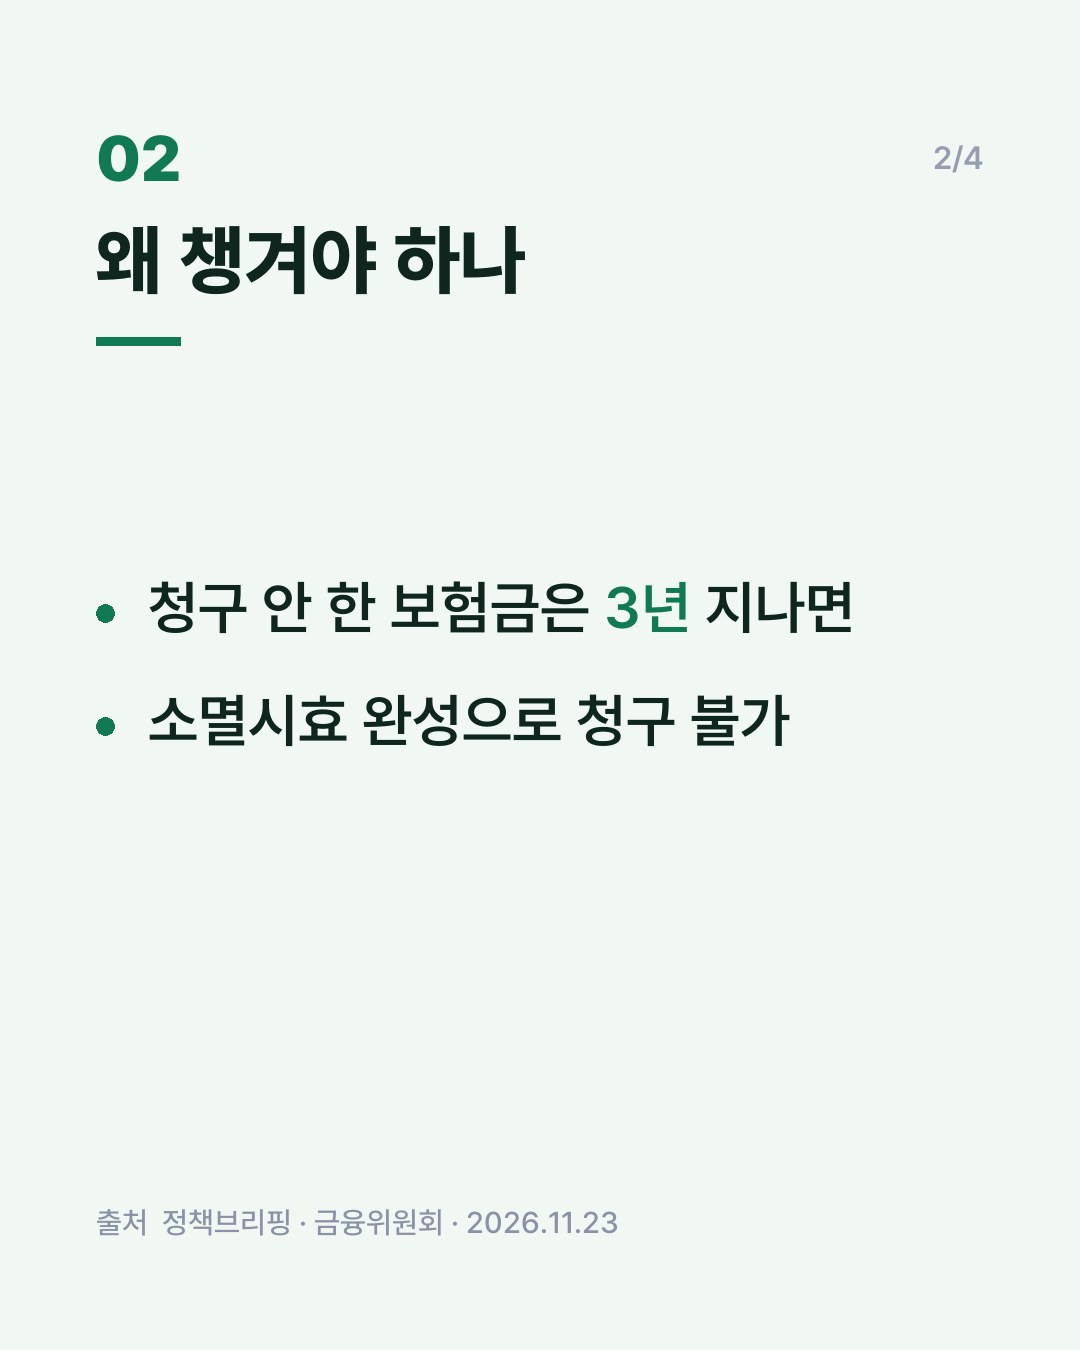 02
2/4
왜 챙겨야 하나
• 청구 안 한 보험금은 3년 지나면
• 소멸시효 완성으로 청구 불가
출처 정책브리핑 · 금융위원회 · 2026.11.23